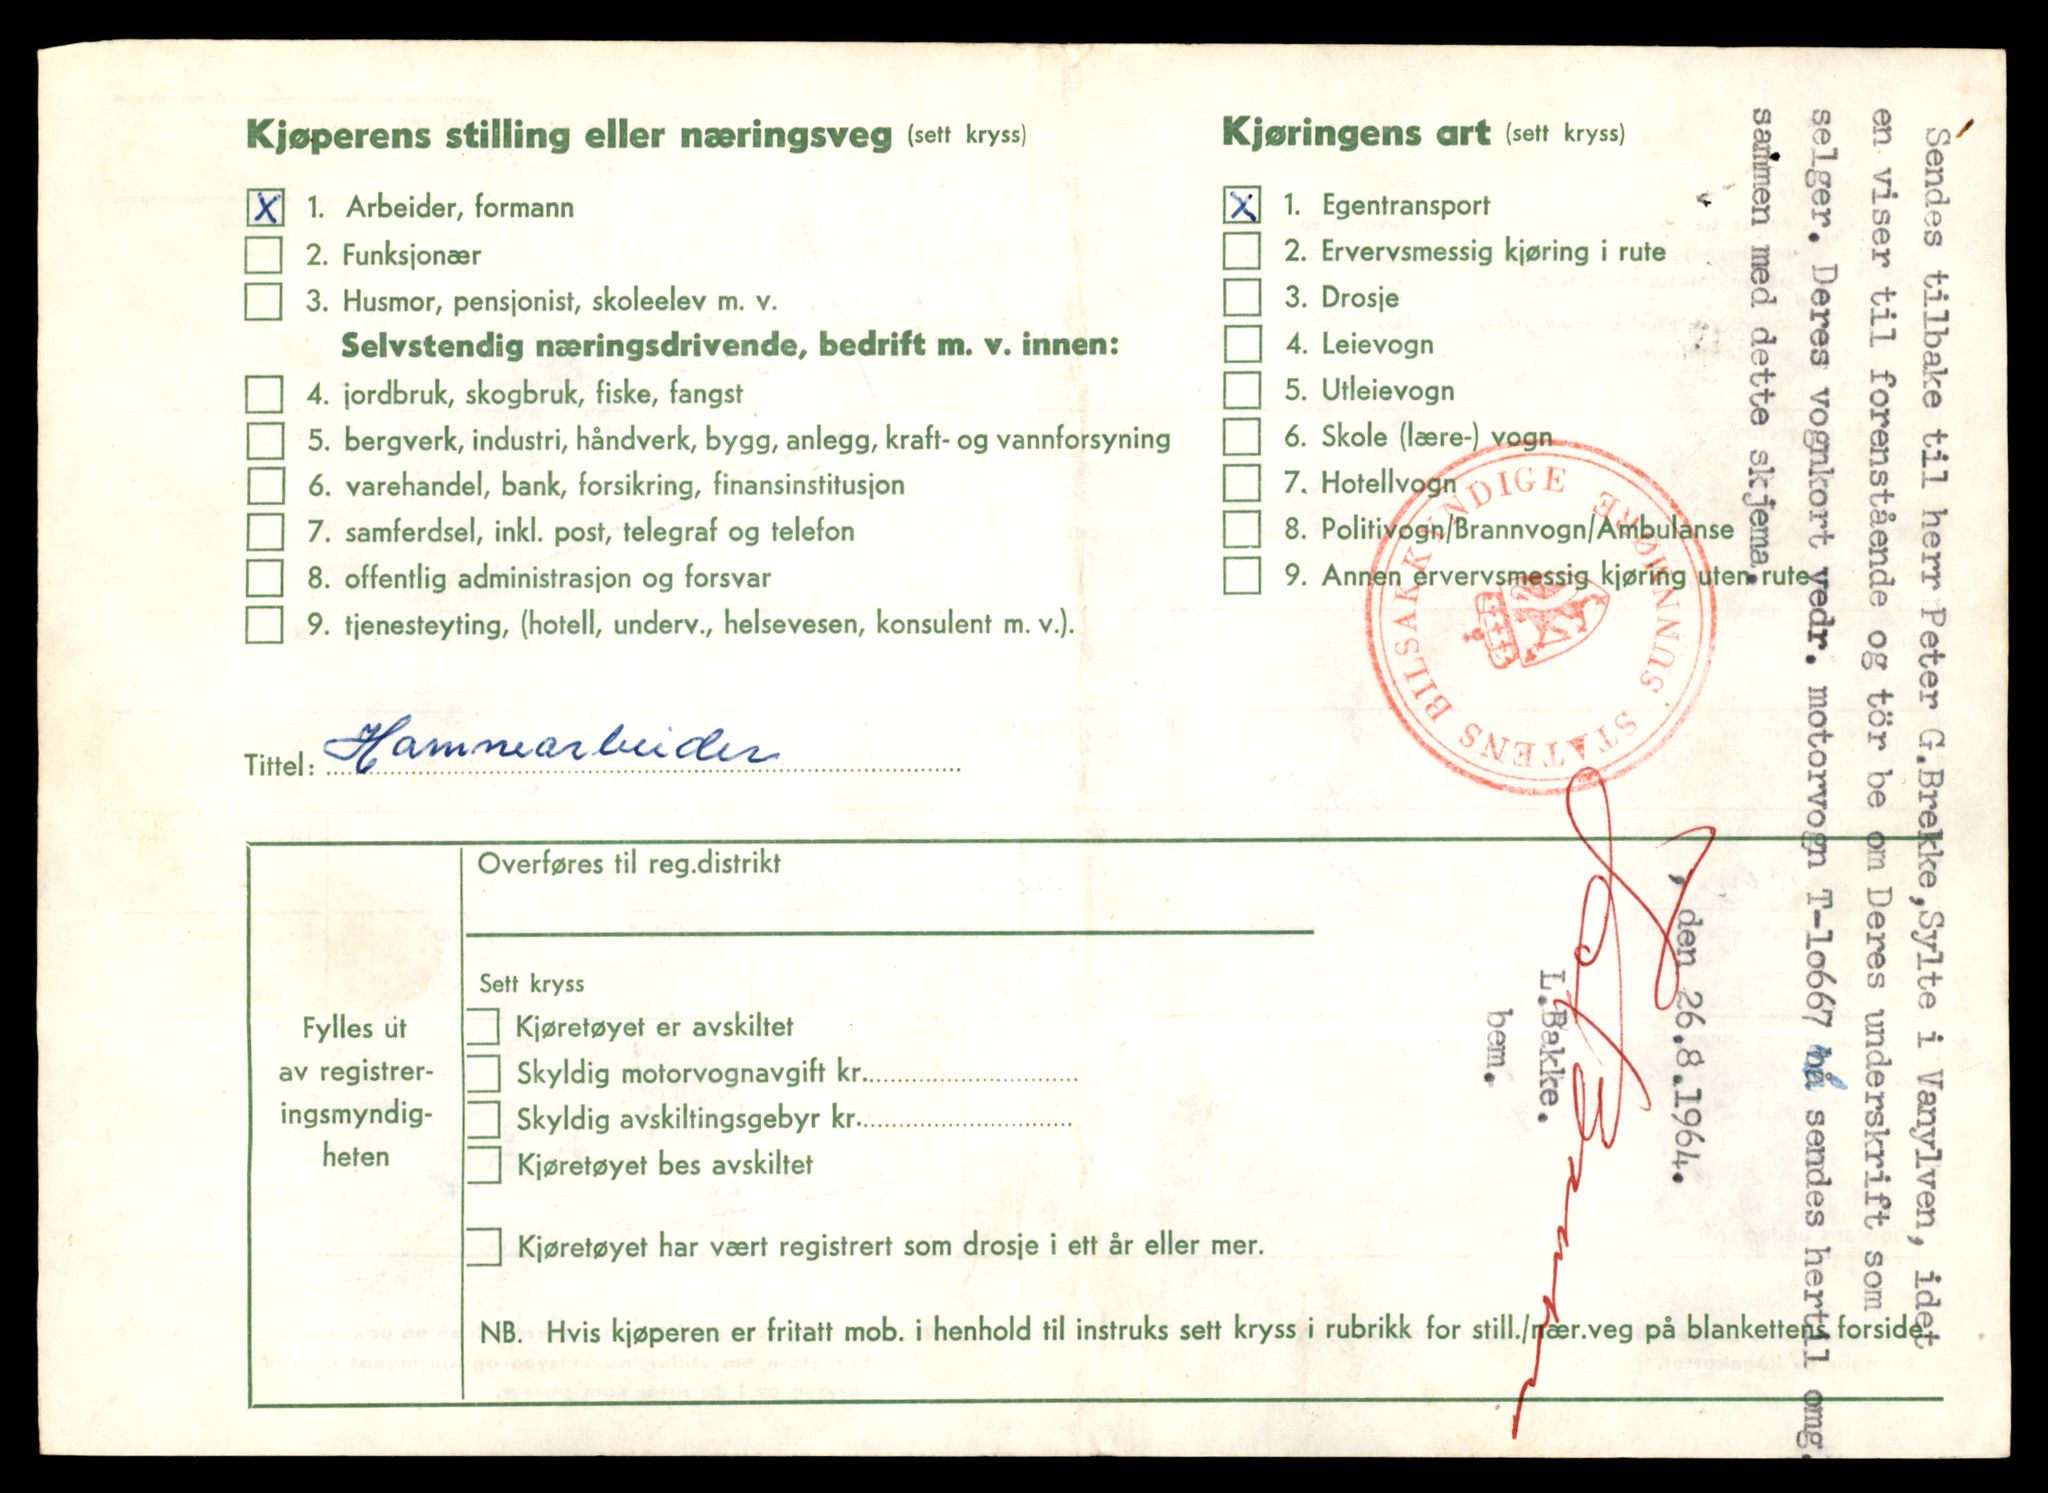 Kjøperens stilling eller næringsveg (sett kryss)
X 1. Arbeider, formann
2. Funksjonær
3. Husmor, pensjonist, skoleelev m. v.
Selvstendig næringsdrivende, bedrift m. v. innen:
4. jordbruk, skogbruk, fiske, fangst
5. bergverk, industri, håndverk, bygg, anlegg, kraft- og vannforsyning
6. varehandel, bank, forsikring, finansinstitusjon
7. samferdsel, inkl. post, telegraf og telefon
8. offentlig administrasjon og forsvar
9. tjenesteyting, (hotell, underv., helsevesen, konsulent m. v.).
Tittel: Hamnearbeider
Kjøringens art (sett kryss)
X 1. Egentransport
2. Ervervsmessig kjøring i rute
3. Drosje
4. Leievogn
5. Utleievogn
6. Skole (lære-) vogn
7. Hotellvogn
8. Politivogn/Brannvogn/Ambulanse
9. Annen ervervsmessig kjøring uten rute
STATENS BILSAKKYNDIGE
SUNNMØRE
Fylles ut
av registrer-
ingsmyndig-
heten
Overføres til reg.distrikt
Sett kryss
Kjøretøyet er avskiltet
Skyldig motorvognavgift kr.
Skyldig avskiltingsgebyr kr.
Kjøretøyet bes avskiltet
Kjøretøyet har vært registrert som drosje i ett år eller mer.
NB. Hvis kjøperen er fritatt mob. i henhold til instruks sett kryss i rubrikk for still./nær.veg på blankettens forside
Sendes tilbake til herr Peter G.Brekke,Sylte i Vanylven, idet
en viser til forenstående og tör be om Deres underskrift som
selger. Deres vognkort vedr. motorvogn T-10667 må sendes hertil omg.
sammen med dette skjema.
, den 26.8.1964.
L.Bakke.
bem.